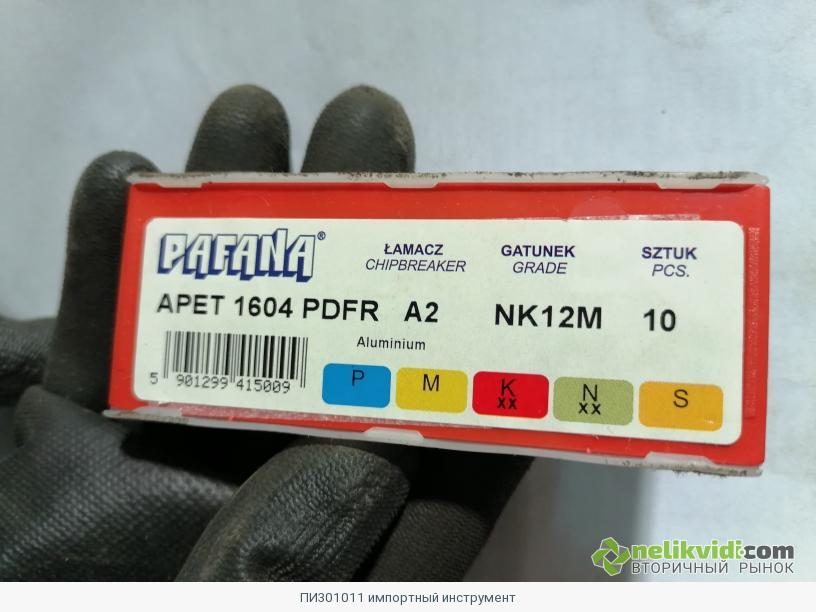 PAFANA®
ŁAMACZ GATUNEK SZTUK
CHIPBREAKER GRADE PCS.
APET 1604 PDFR A2 NK12M 10
Aluminium
5 901299 415009
P M K N S
xx xx
nelikvidi.com
ВТОРИЧНЫЙ РЫНОК
ПИ301011 импортный инструмент